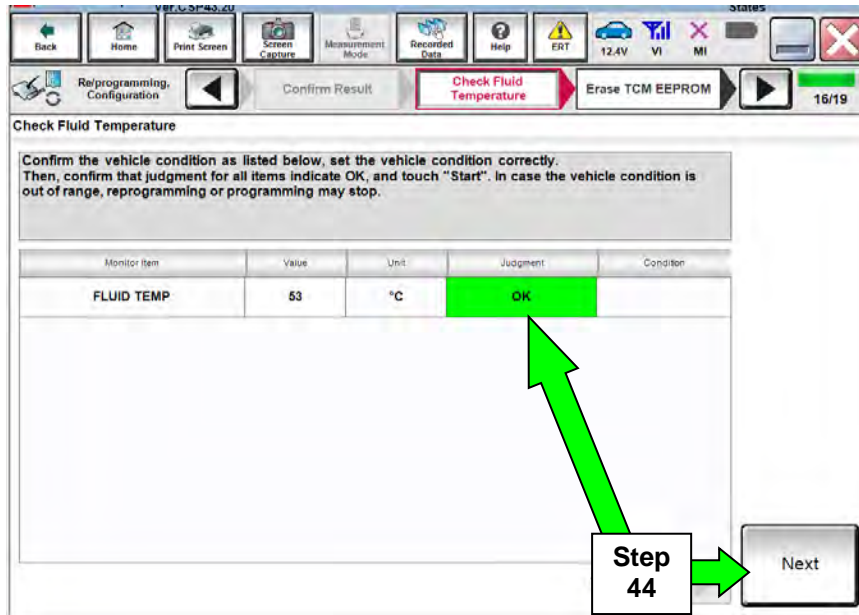 Ver.CSP43.20
States
Back
Home
Print Screen
Screen
Capture
Measurement
Mode
Recorded
Data
Help
ERT
12.4V
VI
MI
Re/programming,
Configuration
Confirm Result
Check Fluid
Temperature
Erase TCM EEPROM
16/19
Check Fluid Temperature
Confirm the vehicle condition as listed below, set the vehicle condition correctly.
Then, confirm that judgment for all items indicate OK, and touch "Start". In case the vehicle condition is
out of range, reprogramming or programming may stop.
Monitor Item
Value
Unit
Judgment
Condition
FLUID TEMP
53
°C
OK
Step
44
Next